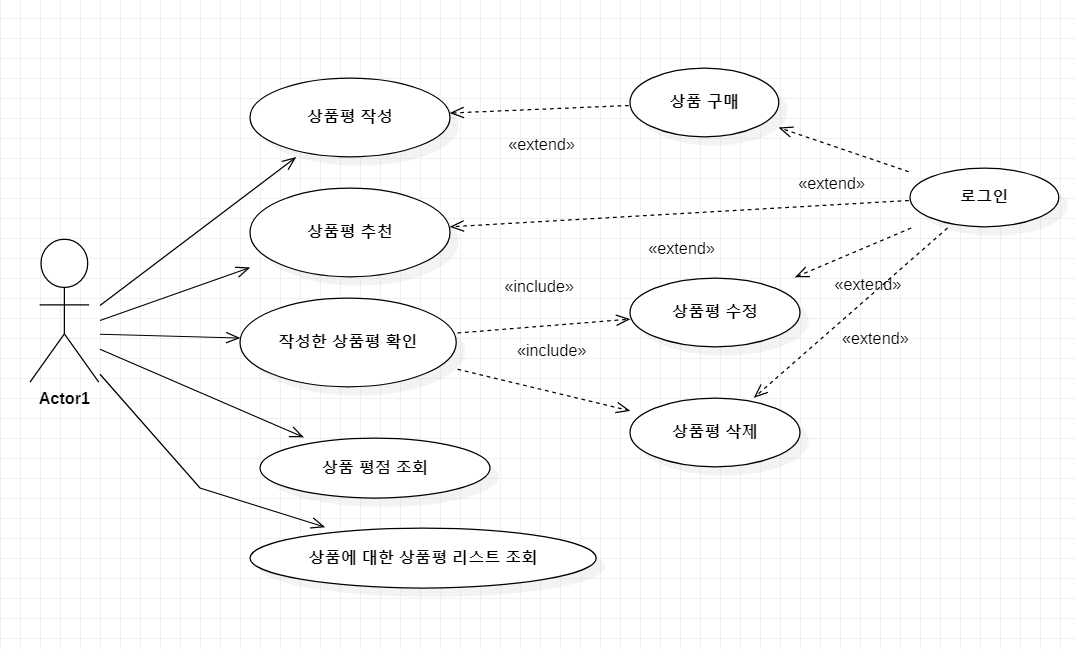 상품평 작성
상품 구매
«extend»
«extend»
로그인
상품평 추천
«extend»
«include»
«extend»
상품평 수정
작성한 상품평 확인
«include»
«extend»
Actor1
상품평 삭제
상품 평점 조회
상품에 대한 상품평 리스트 조회